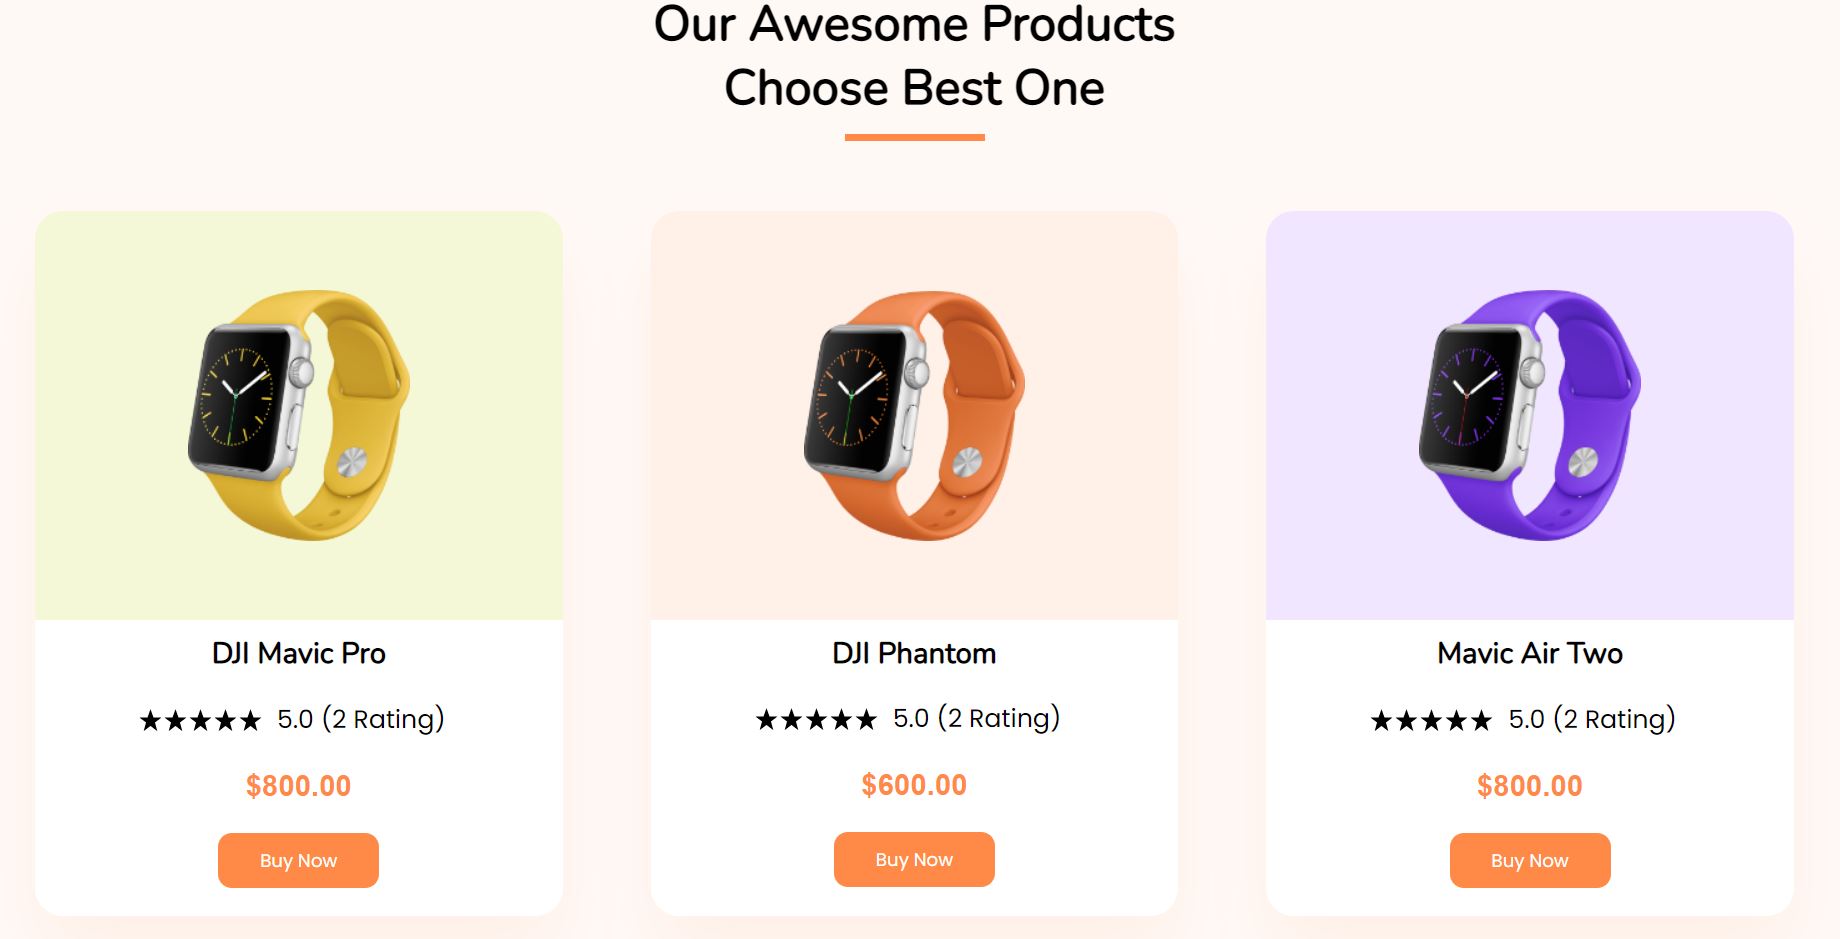 Our Awesome Products
Choose Best One
DJI Mavic Pro
★★★★★ 5.0 (2 Rating)
$800.00
Buy Now
DJI Phantom
★★★★★ 5.0 (2 Rating)
$600.00
Buy Now
Mavic Air Two
★★★★★ 5.0 (2 Rating)
$800.00
Buy Now